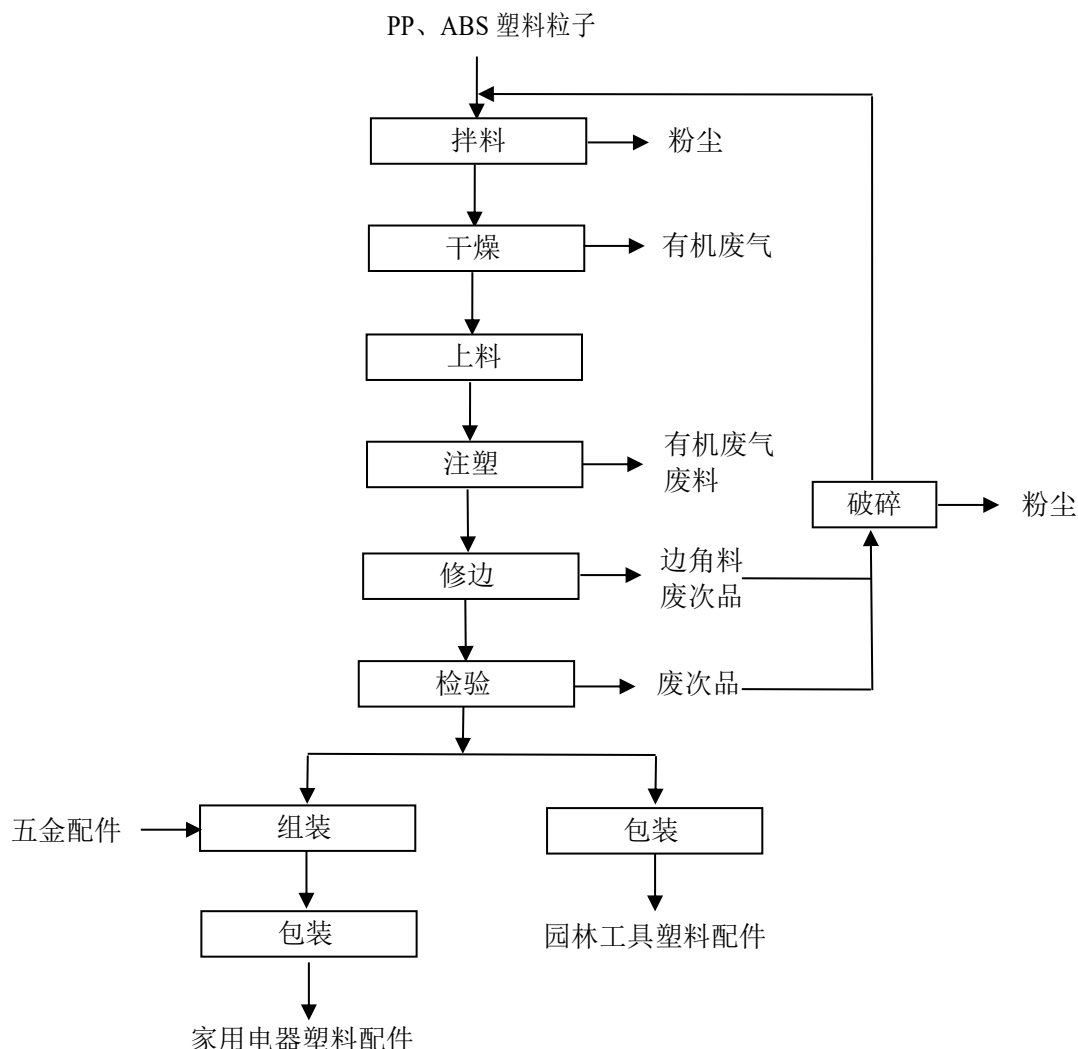 PP、ABS 塑料粒子
拌料
粉尘
干燥
有机废气
上料
注塑
有机废气
废料
破碎
粉尘
修边
边角料
废次品
检验
废次品
五金配件
组装
包装
包装
园林工具塑料配件
家用电器塑料配件